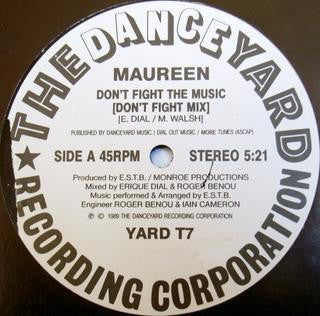 THE DANCEYARD
RECORDING CORPORATION
MAUREEN
DON'T FIGHT THE MUSIC
[DON'T FIGHT MIX]
[E. DIAL / M. WALSH]
PUBLISHED BY DANCEYARD MUSIC / DIAL OUT MUSIC / MORE TUNES (ASCAP)
SIDE A 45RPM STEREO 5:21
Produced by E.S.T.B. / MONROE PRODUCTIONS
Mixed by ERIQUE DIAL & ROGER BENOU
Music performed & Arranged by E.S.T.B.
Engineer ROGER BENOU & IAIN CAMERON
℗ © 1989 THE DANCEYARD RECORDING CORPORATION
YARD T7